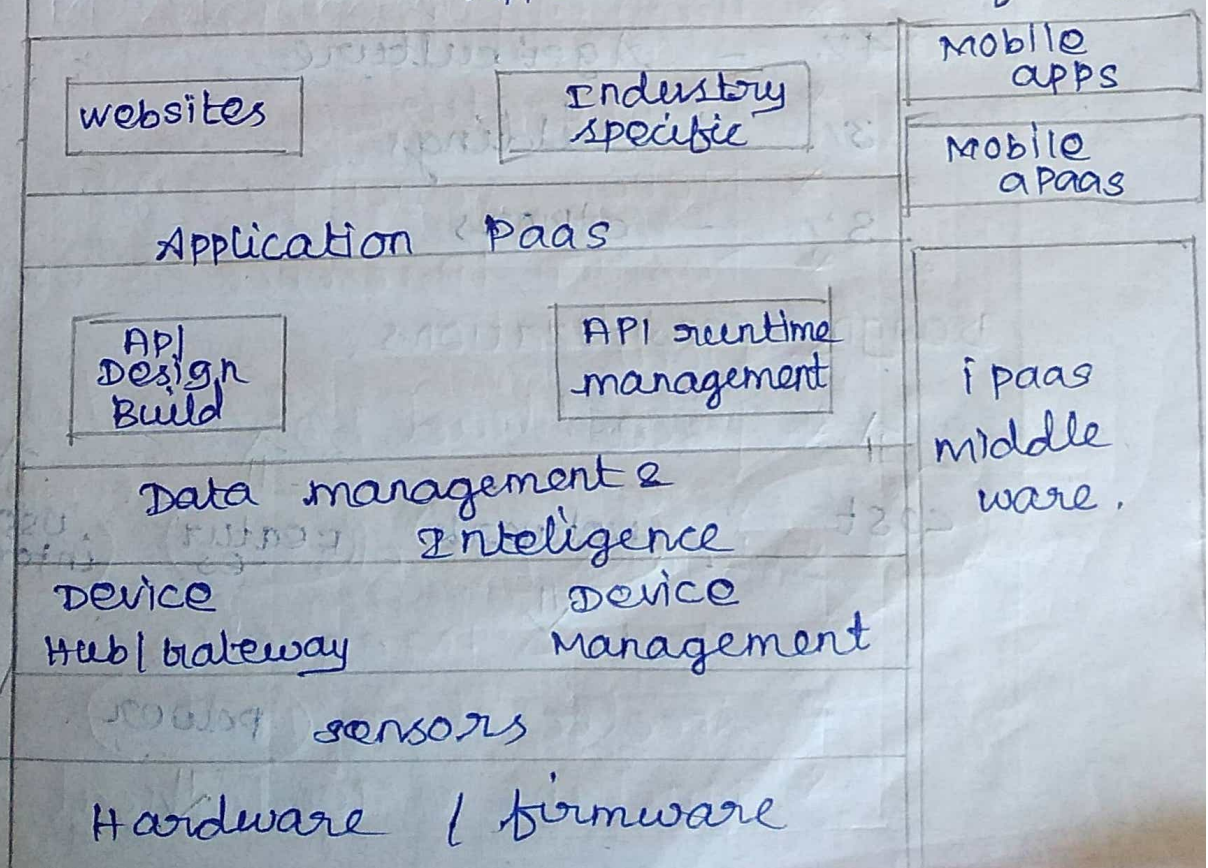 websites
Industry
specific
Mobile
apps
Mobile
apaas
Application Paas
API
Design
Build
API runtime
management
ipaas
middle
ware.
Data management &
Inteligence
Device
Hub/Gateway
Device
Management
sensors
Hardware / firmware